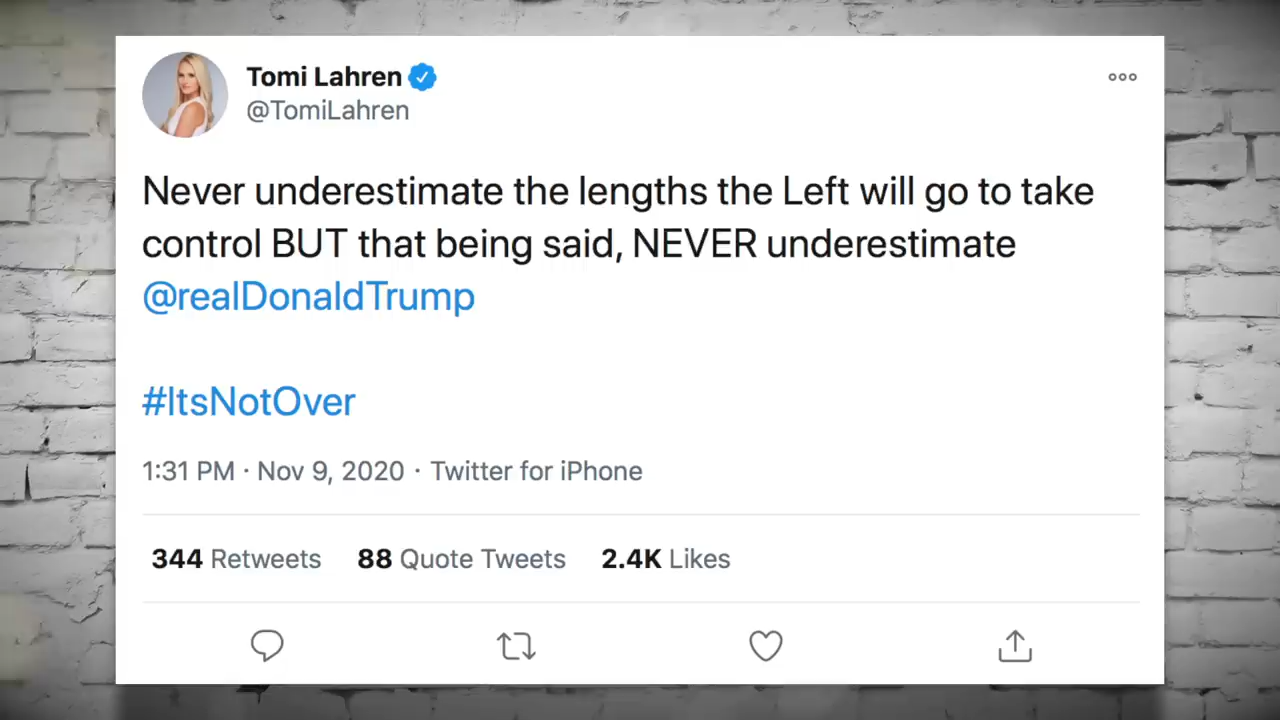 Tomi Lahren
@TomiLahren
Never underestimate the lengths the Left will go to take
control BUT that being said, NEVER underestimate
@realDonaldTrump
#ItsNotOver
1:31 PM · Nov 9, 2020 · Twitter for iPhone
344 Retweets 88 Quote Tweets 2.4K Likes